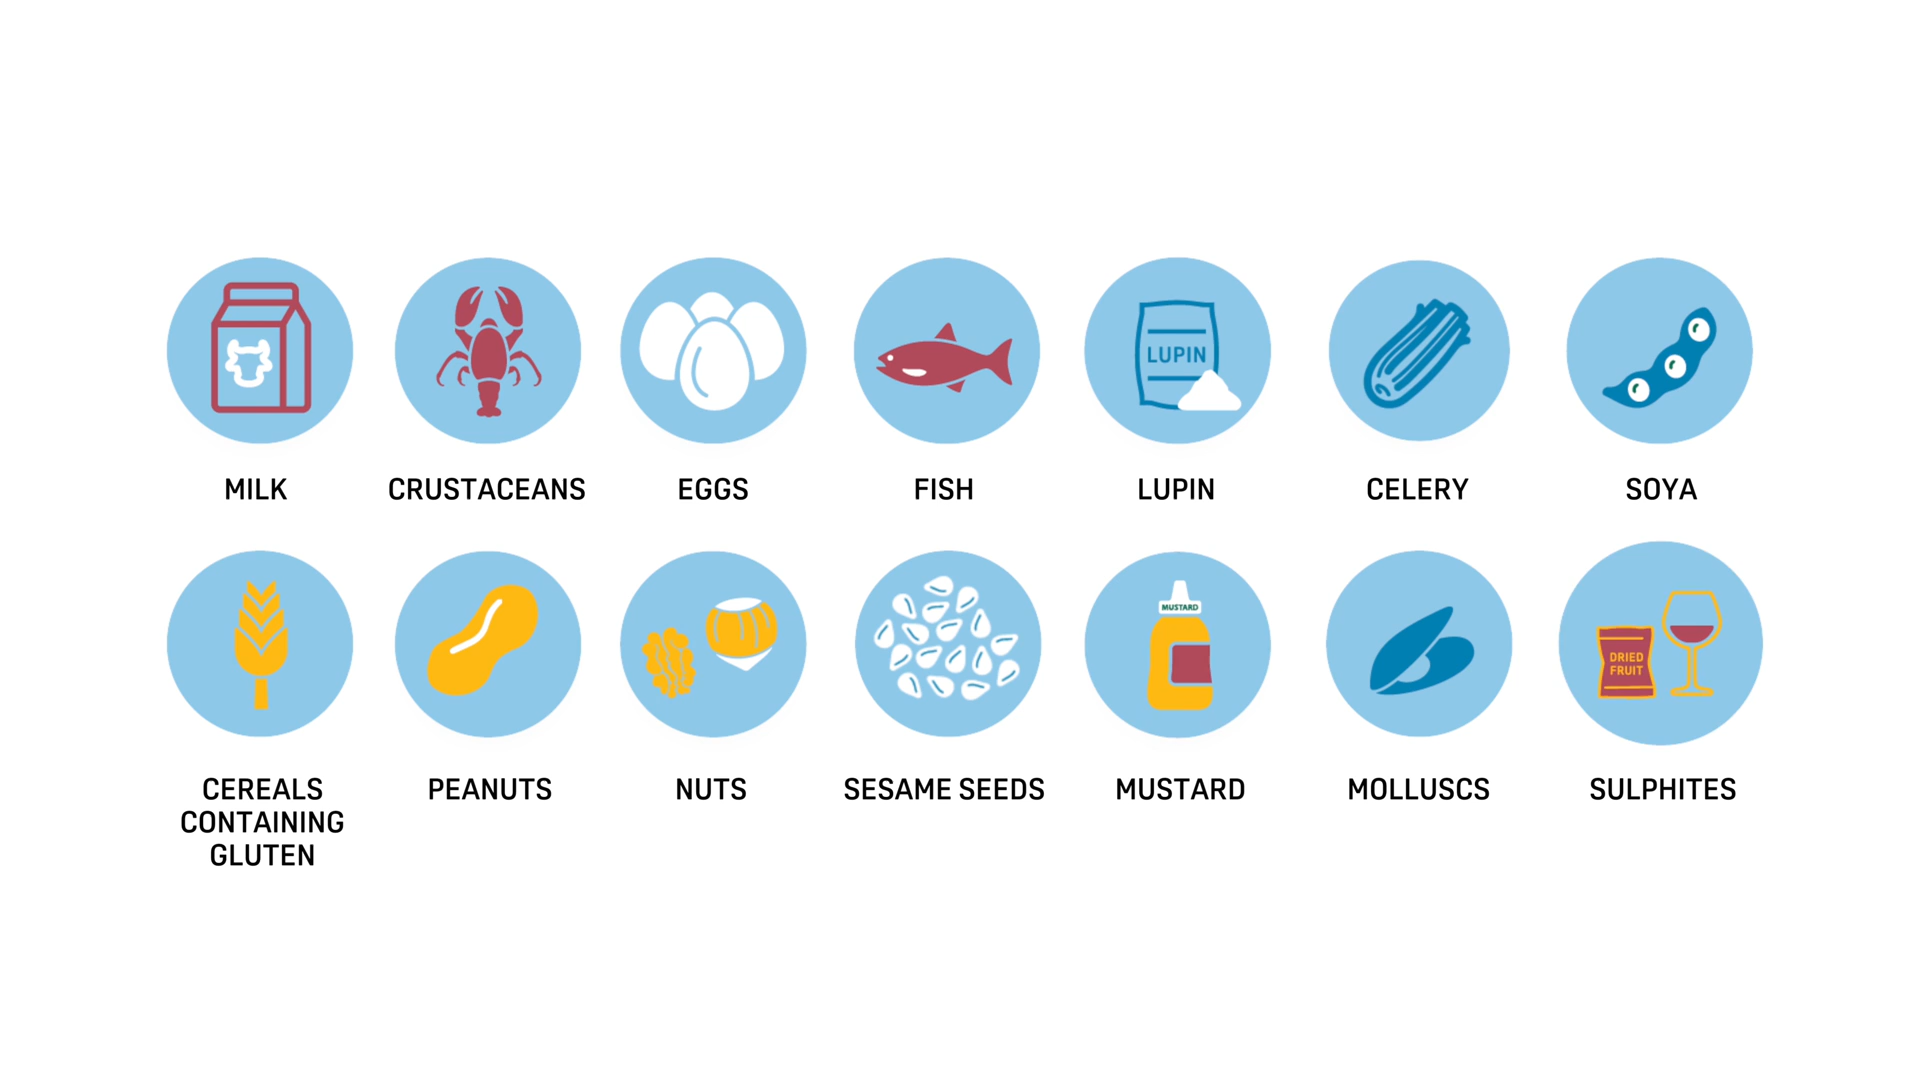 LUPIN
MILK
CRUSTACEANS
EGGS
FISH
LUPIN
CELERY
SOYA
MUSTARD
DRIED
FRUIT
CEREALS
CONTAINING
GLUTEN
PEANUTS
NUTS
SESAME SEEDS
MUSTARD
MOLLUSCS
SULPHITES